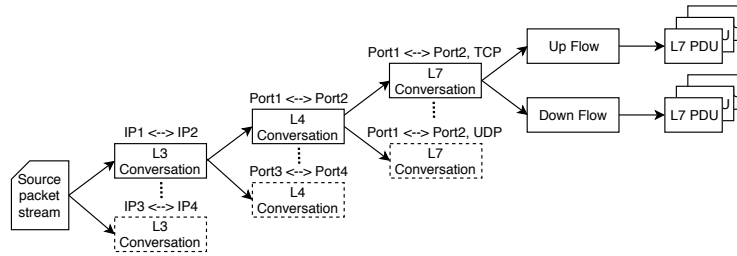 Source
packet
stream
IP1 <--> IP2
L3
Conversation
IP3 <--> IP4
L3
Conversation
Port1 <--> Port2
L4
Conversation
Port3 <--> Port4
L4
Conversation
Port1 <--> Port2, TCP
L7
Conversation
Port1 <--> Port2, UDP
L7
Conversation
Up Flow
L7 PDU
U
Down Flow
L7 PDU
U